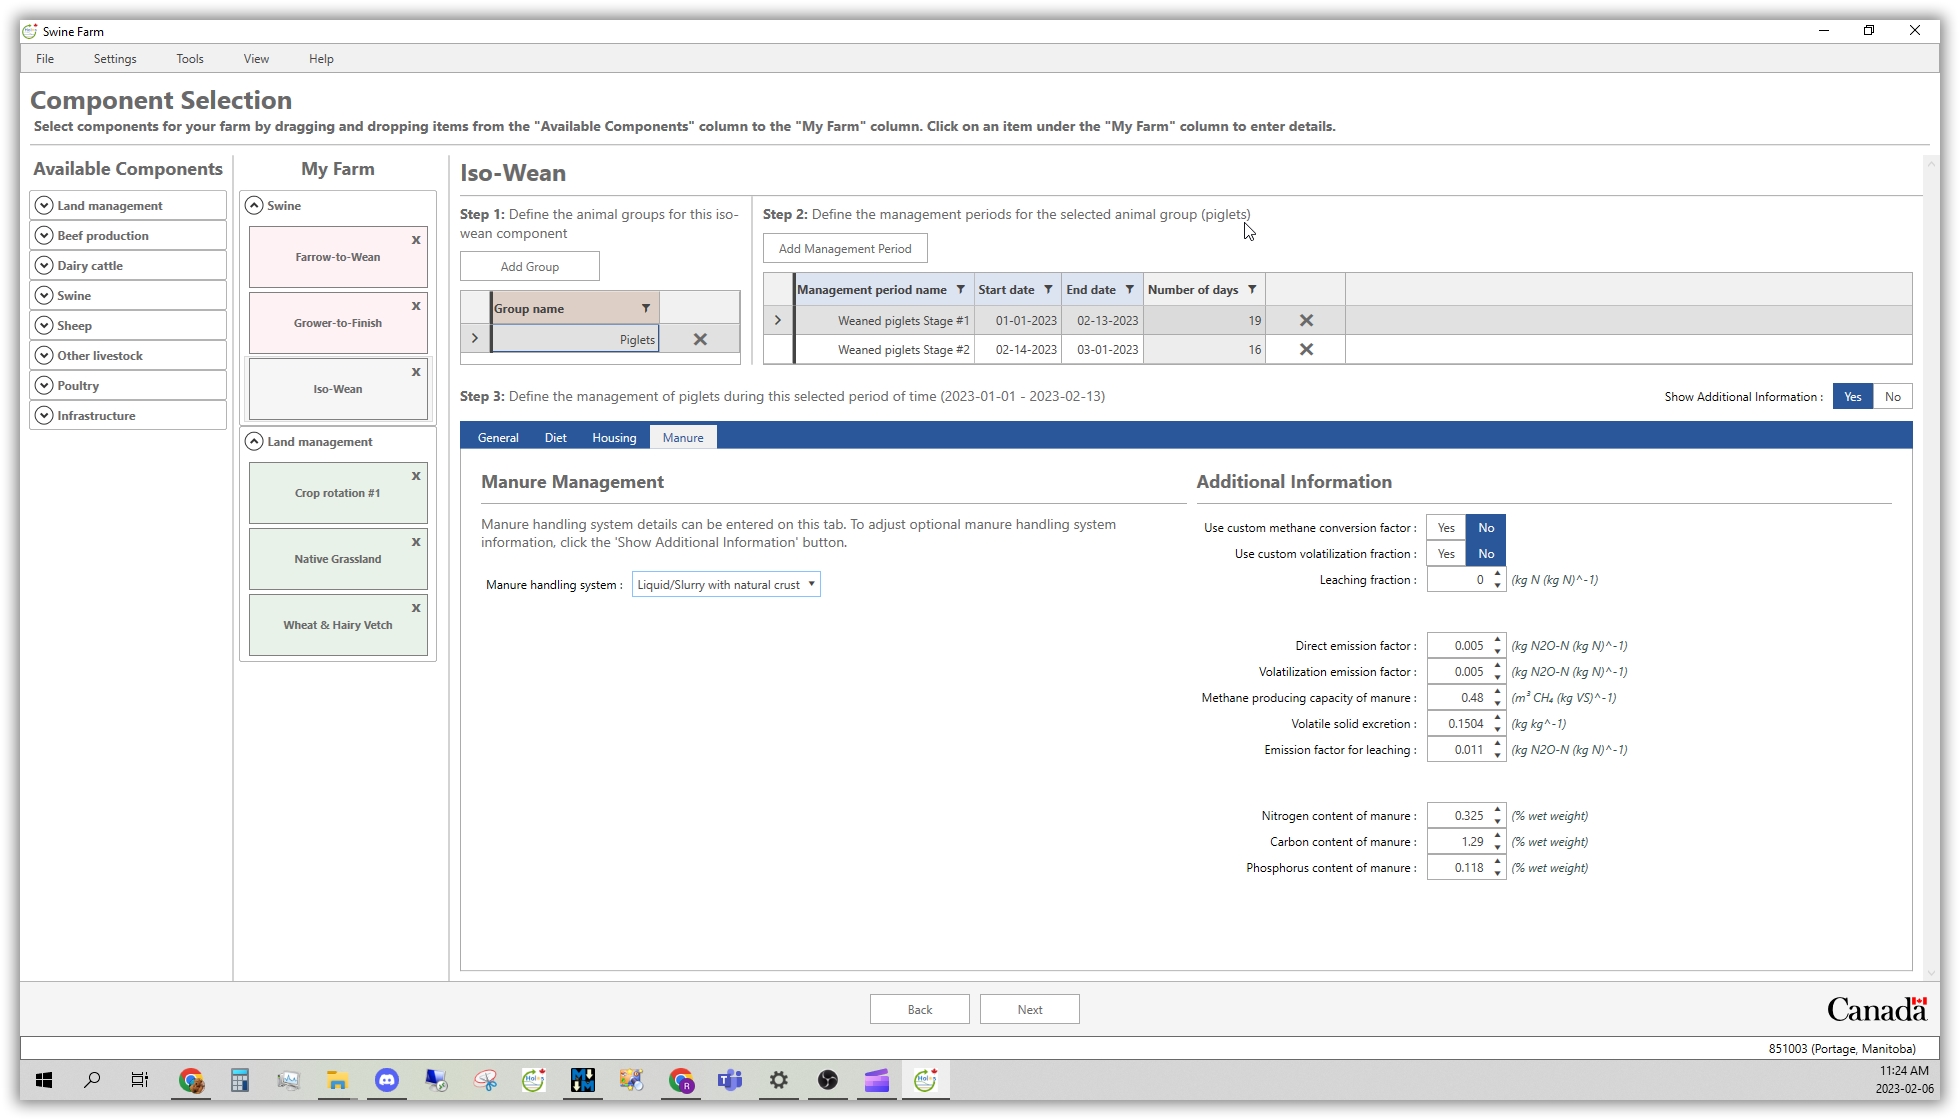 Swine Farm
File Settings Tools View Help
Component Selection
Select components for your farm by dragging and dropping items from the "Available Components" column to the "My Farm" column. Click on an item under the "My Farm" column to enter details.
Available Components
Land management
Beef production
Dairy cattle
Swine
Sheep
Other livestock
Poultry
Infrastructure
My Farm
Swine
x
Farrow-to-Wean
x
Grower-to-Finish
x
Iso-Wean
Land management
x
Crop rotation #1
x
Native Grassland
x
Wheat & Hairy Vetch
Iso-Wean
Step 1: Define the animal groups for this iso-
wean component
Add Group
Group name
Piglets
Step 2: Define the management periods for the selected animal group (piglets)
Add Management Period
Management period name Start date End date Number of days
Weaned piglets Stage #1 01-01-2023 02-13-2023 19
Weaned piglets Stage #2 02-14-2023 03-01-2023 16
Step 3: Define the management of piglets during this selected period of time (2023-01-01 - 2023-02-13)
Show Additional Information : Yes No
General Diet Housing Manure
Manure Management
Manure handling system details can be entered on this tab. To adjust optional manure handling system
information, click the 'Show Additional Information' button.
Manure handling system : Liquid/Slurry with natural crust
Additional Information
Use custom methane conversion factor : Yes No
Use custom volatilization fraction : Yes No
Leaching fraction : 0 (kg N (kg N)^-1)
Direct emission factor : 0.005 (kg N2O-N (kg N)^-1)
Volatilization emission factor : 0.005 (kg N2O-N (kg N)^-1)
Methane producing capacity of manure : 0.48 (m³ CH₄ (kg VS)^-1)
Volatile solid excretion : 0.1504 (kg kg^-1)
Emission factor for leaching : 0.011 (kg N2O-N (kg N)^-1)
Nitrogen content of manure : 0.325 (% wet weight)
Carbon content of manure : 1.29 (% wet weight)
Phosphorus content of manure : 0.118 (% wet weight)
Back Next
Canada
851003 (Portage, Manitoba)
11:24 AM
2023-02-06